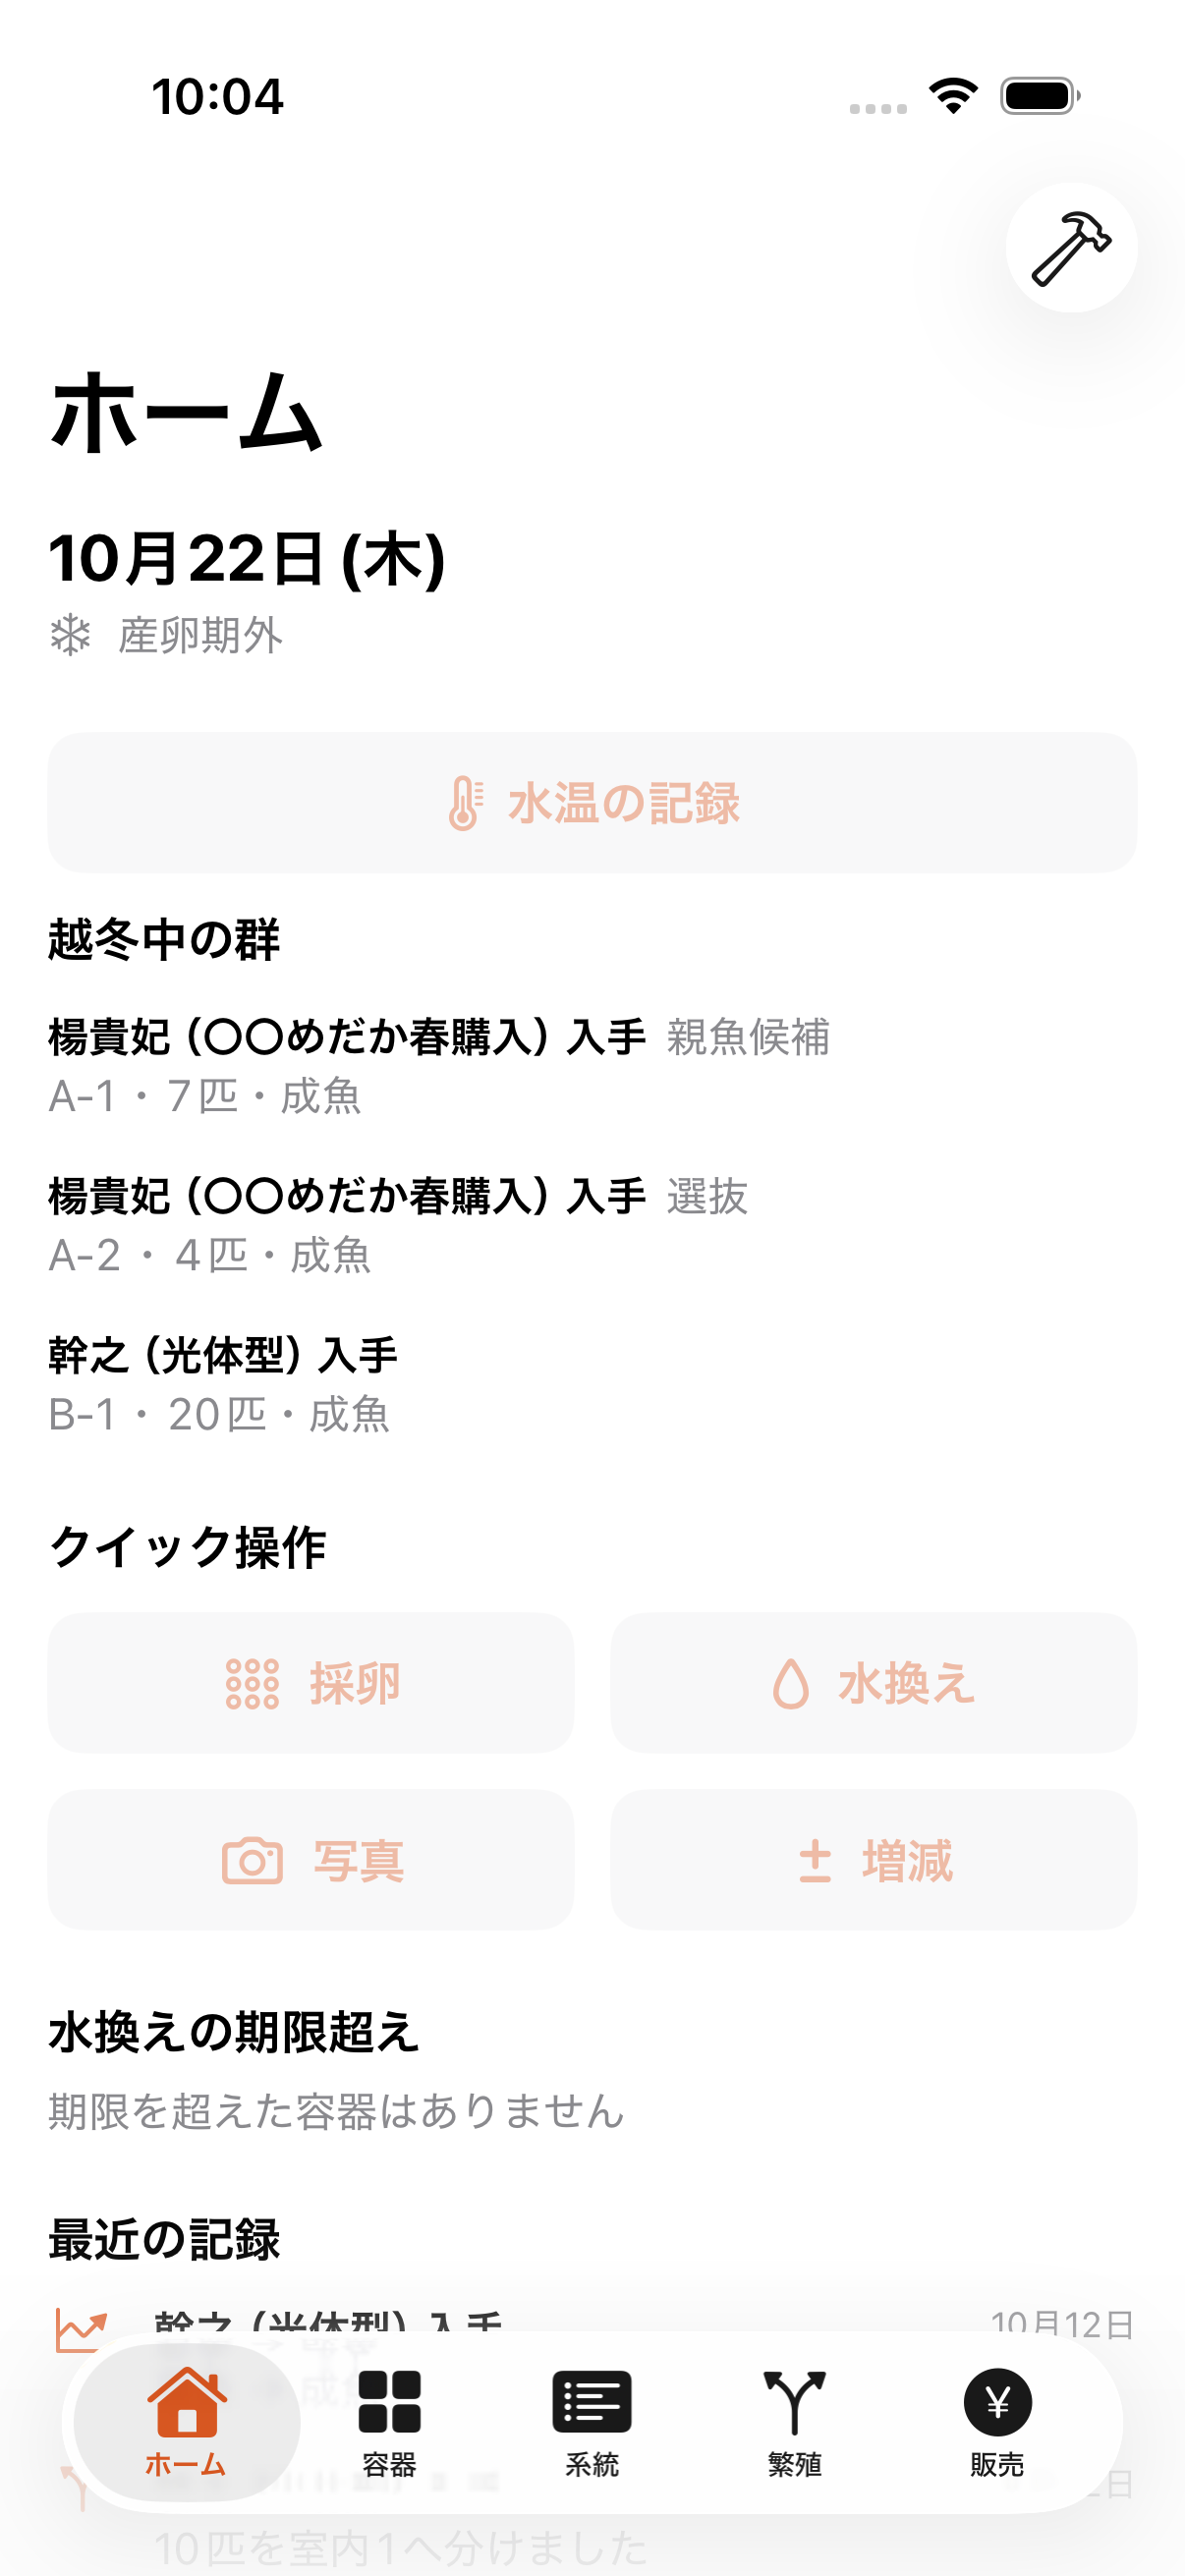 10:04
ホーム
10月22日 (木)
産卵期外
水温の記録
越冬中の群
楊貴妃（〇〇めだか春購入）入手 親魚候補
A-1・7匹・成魚
楊貴妃（〇〇めだか春購入）入手 選抜
A-2・4匹・成魚
幹之（光体型）入手
B-1・20匹・成魚
クイック操作
採卵
水換え
写真
増減
水換えの期限超え
期限を超えた容器はありません
最近の記録
幹之（光体型）入手 10月12日
ホーム
容器
系統
繁殖
販売
10匹を室内1へ分けました